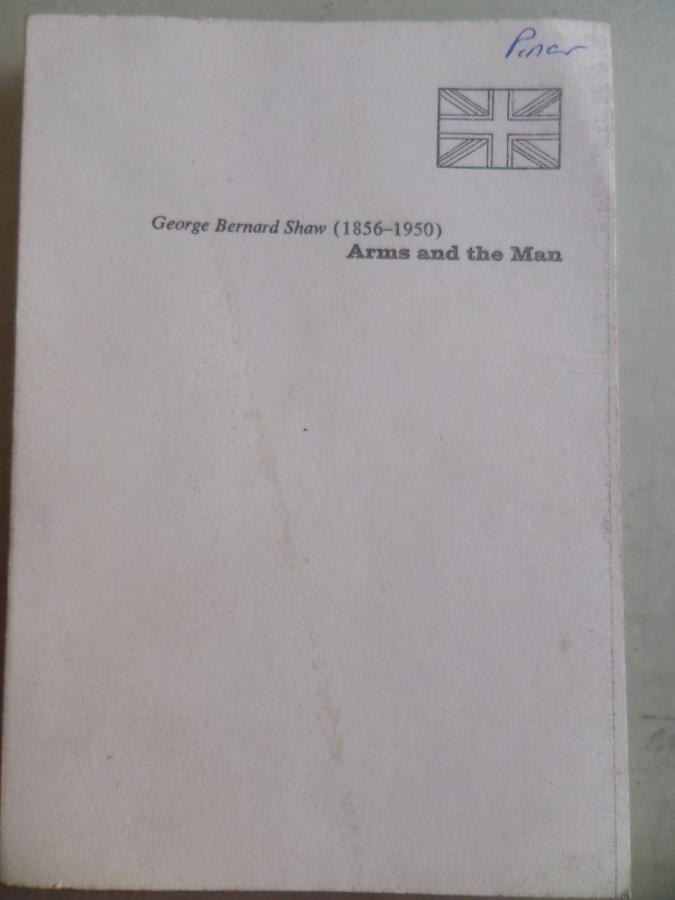 Pınar
George Bernard Shaw (1856–1950)
Arms and the Man